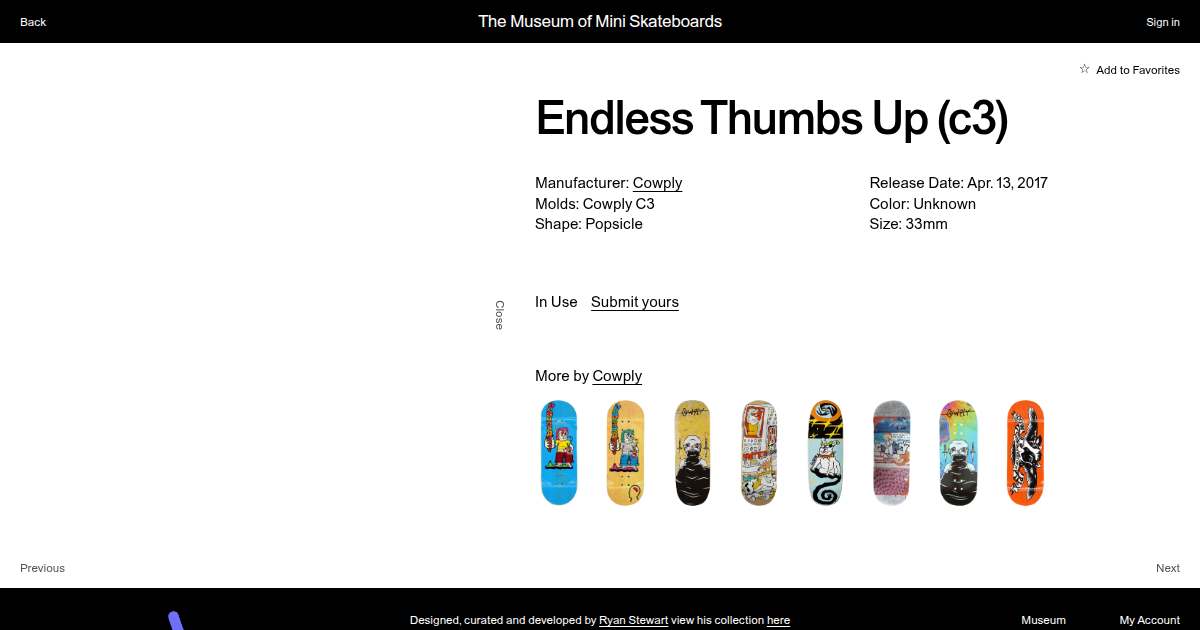 Back
The Museum of Mini Skateboards
Sign in
☆ Add to Favorites
Endless Thumbs Up (c3)
Manufacturer: Cowply
Molds: Cowply C3
Shape: Popsicle
Release Date: Apr. 13, 2017
Color: Unknown
Size: 33mm
Close
In Use Submit yours
More by Cowply
Previous
Next
Designed, curated and developed by Ryan Stewart view his collection here
Museum
My Account